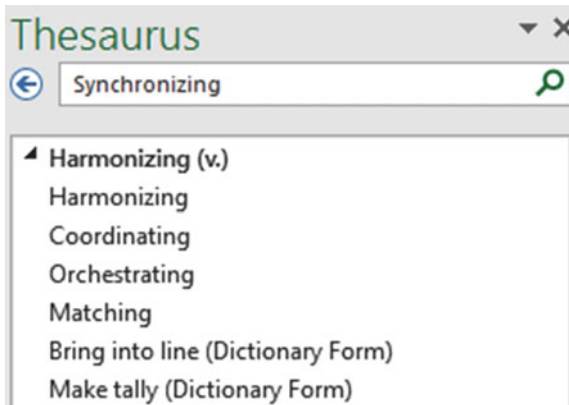 Thesaurus
Synchronizing
Harmonizing (v.)
Harmonizing
Coordinating
Orchestrating
Matching
Bring into line (Dictionary Form)
Make tally (Dictionary Form)